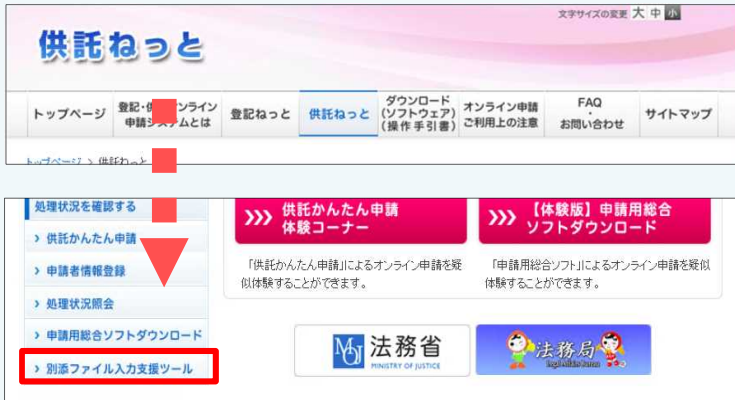 文字サイズの変更 大 中 小
供託ねっと
トップページ
登記・供 ンライン
申請シ テムとは
登記ねっと
供託ねっと
ダウンロード
(ソフトウェア)
(操作手引書)
オンライン申請
ご利用上の注意
FAQ
・
お問い合わせ
サイトマップ
トップページ > 供託ねっと
処理状況を確認する
> 供託かんたん申請
> 申請者情報登録
> 処理状況照会
> 申請用総合ソフトダウンロード
> 別添ファイル入力支援ツール
供託かんたん申請
体験コーナー
「供託かんたん申請」によるオンライン申請を疑
似体験することができます。
【体験版】申請用総合
ソフトダウンロード
「申請用総合ソフト」によるオンライン申請を疑似
体験することができます。
MOJ 法務省
MINISTRY OF JUSTICE
法務局
Legal Affairs Bureau